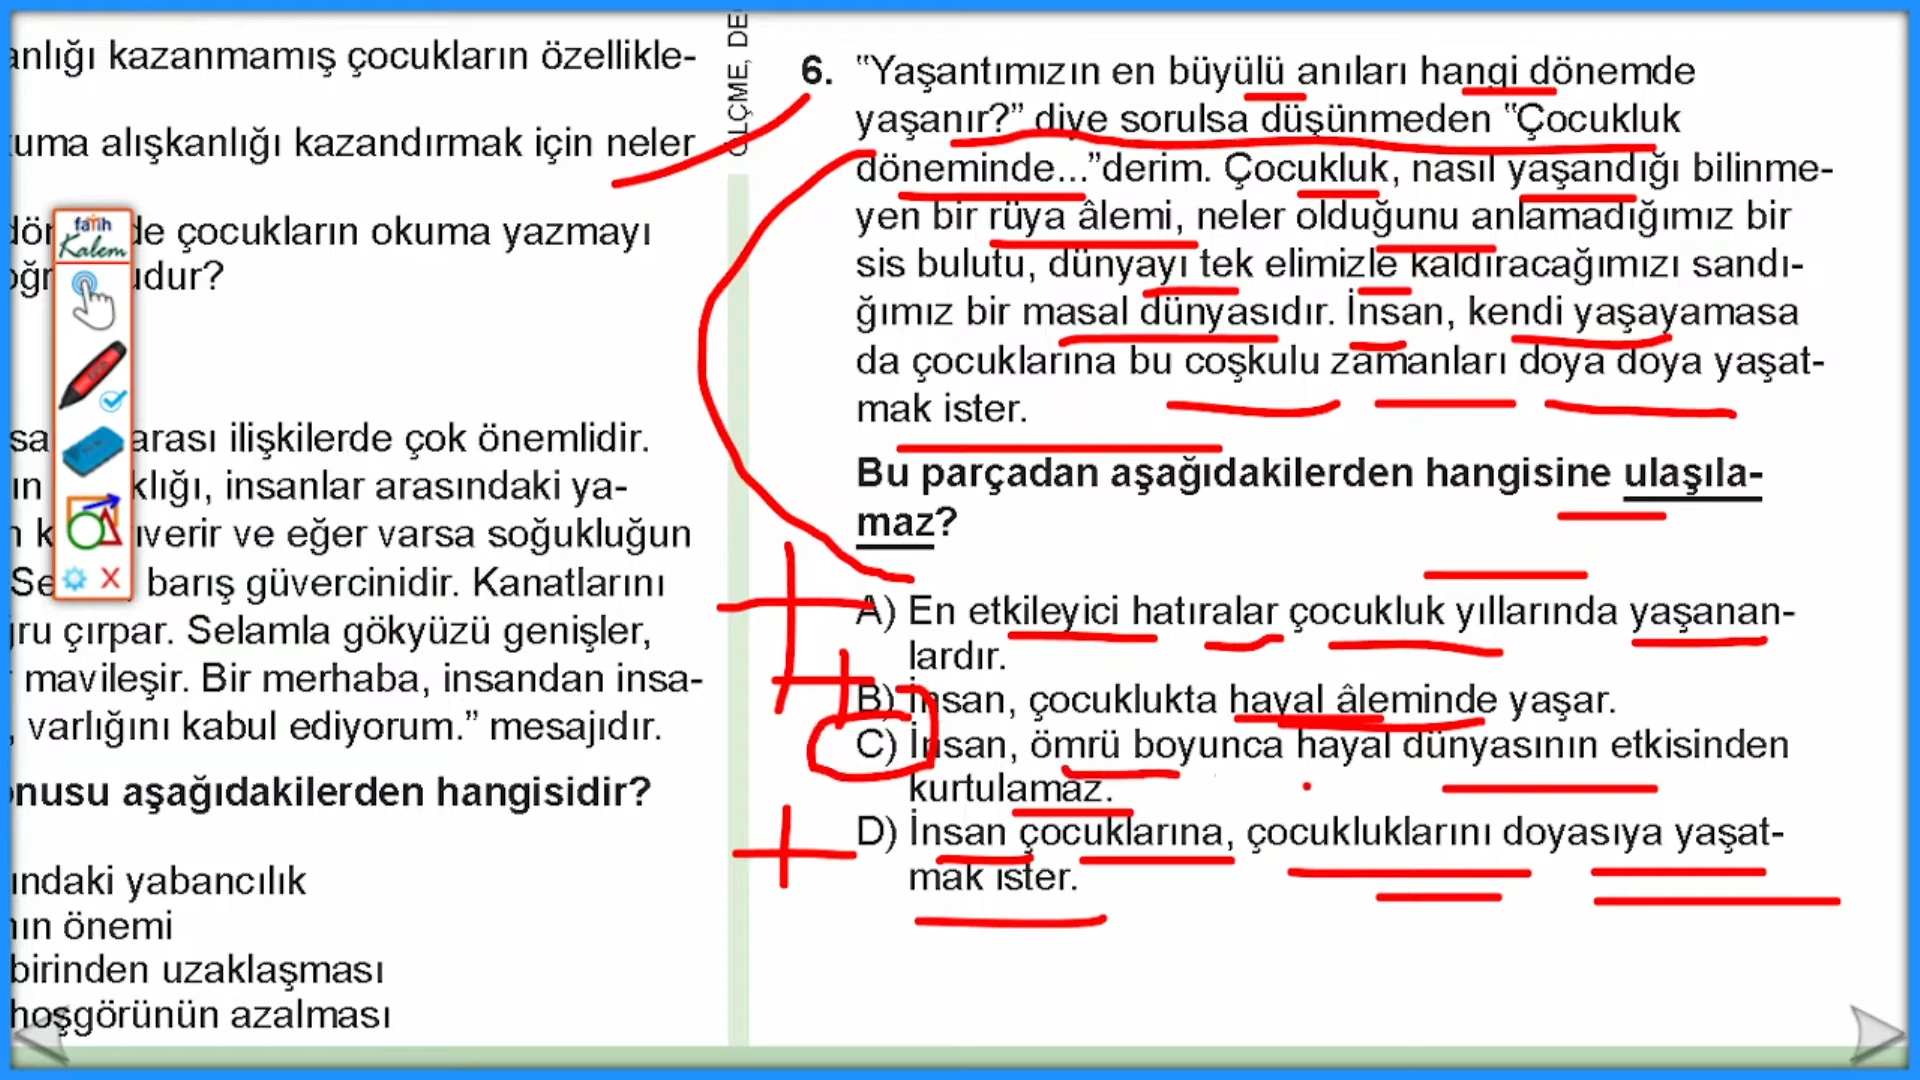 anlığı kazanmamış çocukların özellikle-
uma alışkanlığı kazandırmak için neler
de çocukların okuma yazmayı
udur?
arası ilişkilerde çok önemlidir.
klığı, insanlar arasındaki ya-
iverir ve eğer varsa soğukluğun
barış güvercinidir. Kanatlarını
ru çırpar. Selamla gökyüzü genişler,
mavileşir. Bir merhaba, insandan insa-
, varlığını kabul ediyorum.” mesajıdır.
nusu aşağıdakilerden hangisidir?
ındaki yabancılık
ın önemi
birinden uzaklaşması
hoşgörünün azalması
fatih
Kalem
ÖLÇME, DE
6. “Yaşantımızın en büyülü anıları hangi dönemde
yaşanır?” diye sorulsa düşünmeden “Çocukluk
döneminde...”derim. Çocukluk, nasıl yaşandığı bilinme-
yen bir rüya âlemi, neler olduğunu anlamadığımız bir
sis bulutu, dünyayı tek elimizle kaldıracağımızı sandı-
ğımız bir masal dünyasıdır. İnsan, kendi yaşayamasa
da çocuklarına bu coşkulu zamanları doya doya yaşat-
mak ister.
Bu parçadan aşağıdakilerden hangisine ulaşıla-
maz?
A) En etkileyici hatıralar çocukluk yıllarında yaşanan-
lardır.
B) İnsan, çocuklukta hayal âleminde yaşar.
C) İnsan, ömrü boyunca hayal dünyasının etkisinden
kurtulamaz.
D) İnsan çocuklarına, çocukluklarını doyasıya yaşat-
mak ister.